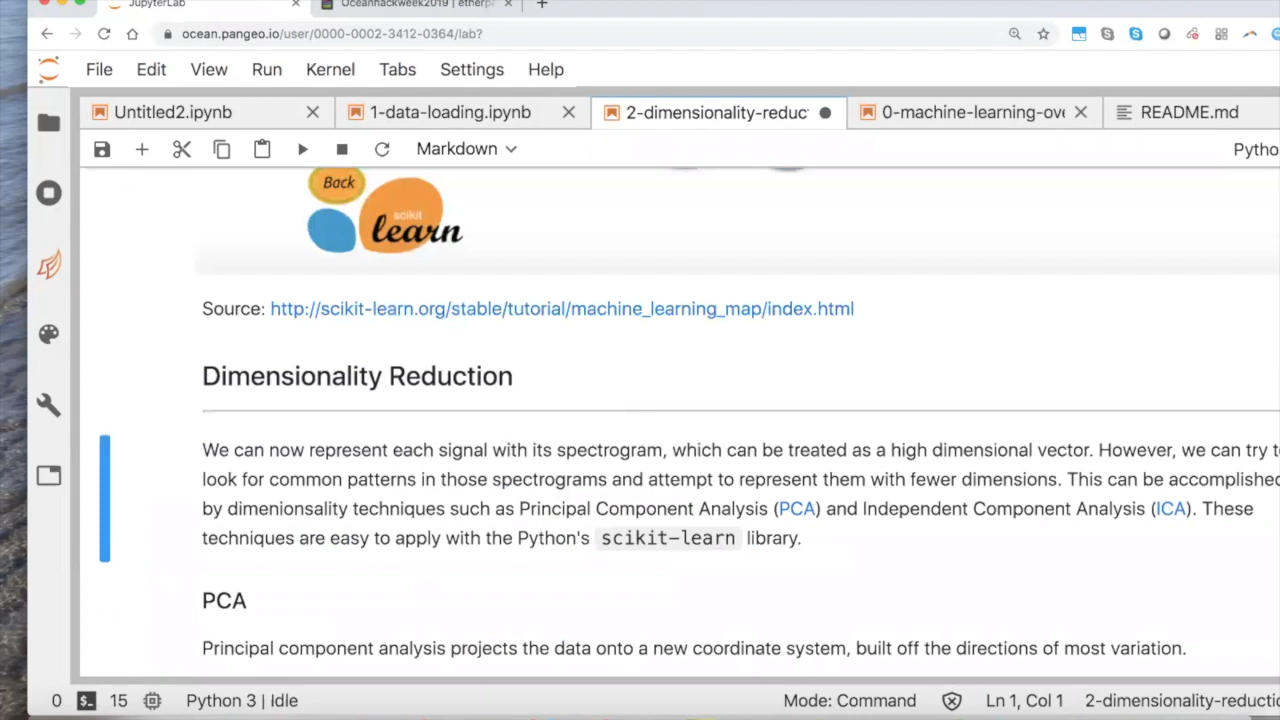 JupyterLab
Oceanhackweek2019 | etherp
ocean.pangeo.io/user/0000-0002-3412-0364/lab?
File Edit View Run Kernel Tabs Settings Help
Untitled2.ipynb 1-data-loading.ipynb 2-dimensionality-reduc 0-machine-learning-ove README.md
Markdown Pytho
Back
scikit
learn
Source: http://scikit-learn.org/stable/tutorial/machine_learning_map/index.html
Dimensionality Reduction
We can now represent each signal with its spectrogram, which can be treated as a high dimensional vector. However, we can try t
look for common patterns in those spectrograms and attempt to represent them with fewer dimensions. This can be accomplished
by dimenionsality techniques such as Principal Component Analysis (PCA) and Independent Component Analysis (ICA). These
techniques are easy to apply with the Python's scikit-learn library.
PCA
Principal component analysis projects the data onto a new coordinate system, built off the directions of most variation.
0 $_ 15 Python 3 | Idle Mode: Command Ln 1, Col 1 2-dimensionality-reductio